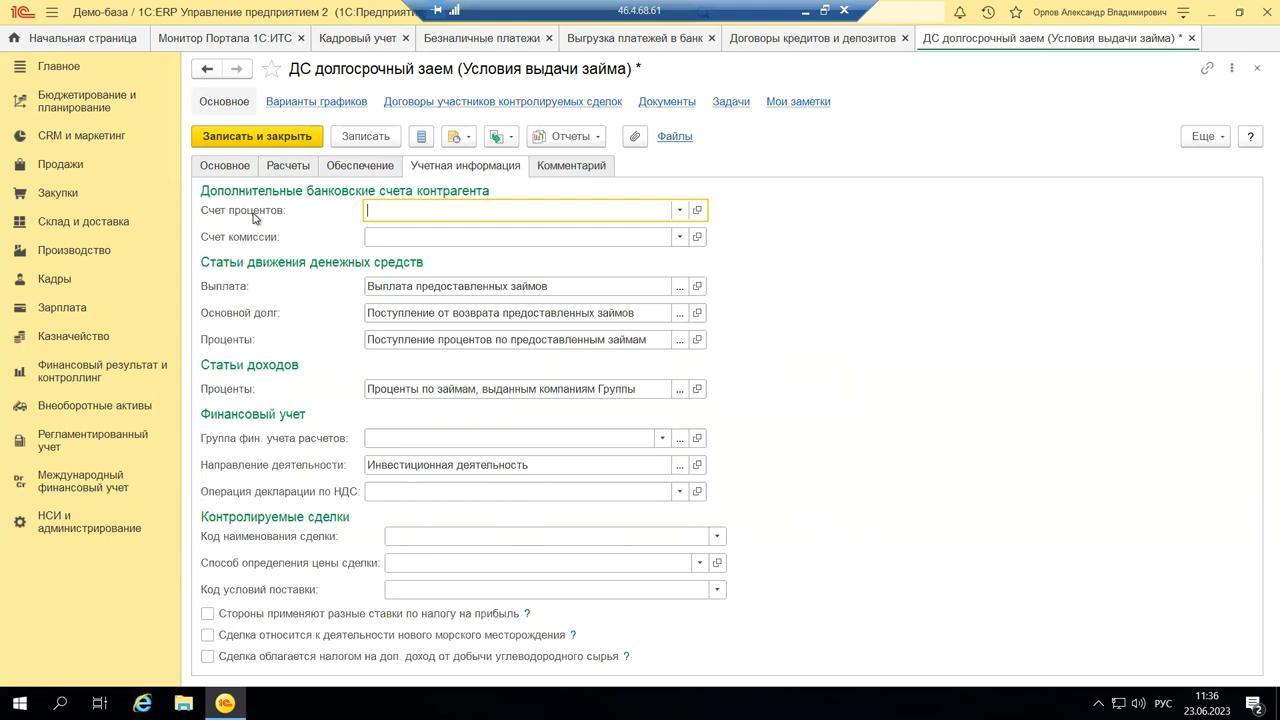 Демо-база / 1С:ERP Управление предприятием 2 (1С:Предприяти
46.4.68.61
Орлов Александр Владимирович
Начальная страница
Монитор Портала 1С:ИТС ×
Кадровый учет ×
Безналичные платежи ×
Выгрузка платежей в банк ×
Договоры кредитов и депозитов ×
ДС долгосрочный заем (Условия выдачи займа) * ×
Главное
Бюджетирование и планирование
CRM и маркетинг
Продажи
Закупки
Склад и доставка
Производство
Кадры
Зарплата
Казначейство
Финансовый результат и контроллинг
Внеоборотные активы
Регламентированный учет
Международный финансовый учет
НСИ и администрирование
ДС долгосрочный заем (Условия выдачи займа) *
Основное Варианты графиков Договоры участников контролируемых сделок Документы Задачи Мои заметки
Записать и закрыть Записать Отчеты Файлы Еще ?
Основное Расчеты Обеспечение Учетная информация Комментарий
Дополнительные банковские счета контрагента
Счет процентов:
Счет комиссии:
Статьи движения денежных средств
Выплата: Выплата предоставленных займов ...
Основной долг: Поступление от возврата предоставленных займов ...
Проценты: Поступление процентов по предоставленным займам ...
Статьи доходов
Проценты: Проценты по займам, выданным компаниям Группы ...
Финансовый учет
Группа фин. учета расчетов: ...
Направление деятельности: Инвестиционная деятельность ...
Операция декларации по НДС:
Контролируемые сделки
Код наименования сделки:
Способ определения цены сделки:
Код условий поставки:
Стороны применяют разные ставки по налогу на прибыль ?
Сделка относится к деятельности нового морского месторождения ?
Сделка облагается налогом на доп. доход от добычи углеводородного сырья ?
РУС
11:36
23.06.2023
2